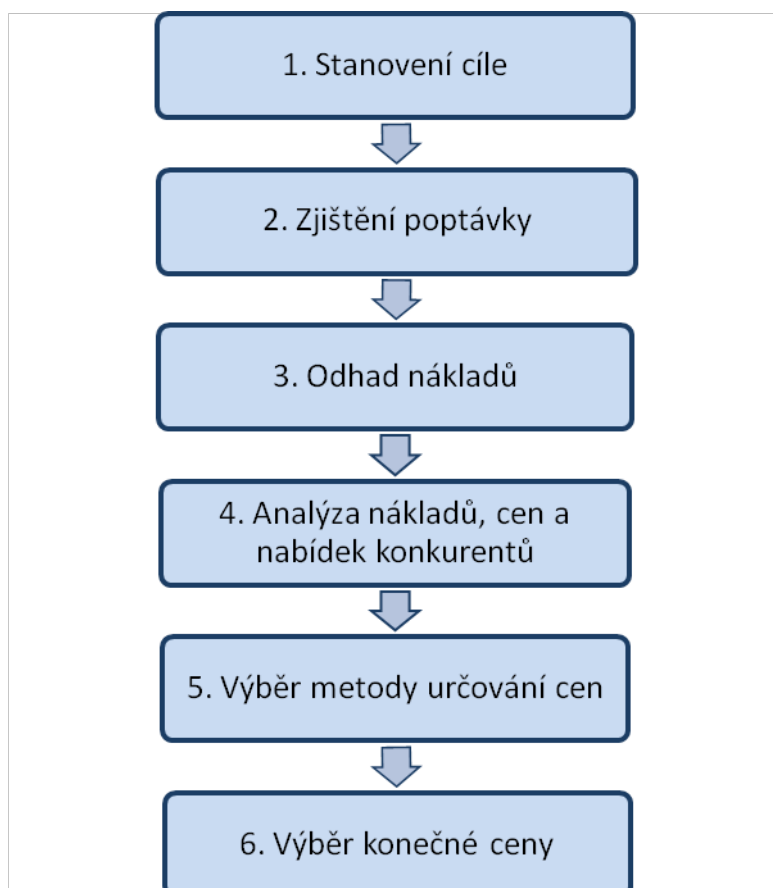 1. Stanovení cíle
2. Zjištění poptávky
3. Odhad nákladů
4. Analýza nákladů, cen a
nabídek konkurentů
5. Výběr metody určování cen
6. Výběr konečné ceny